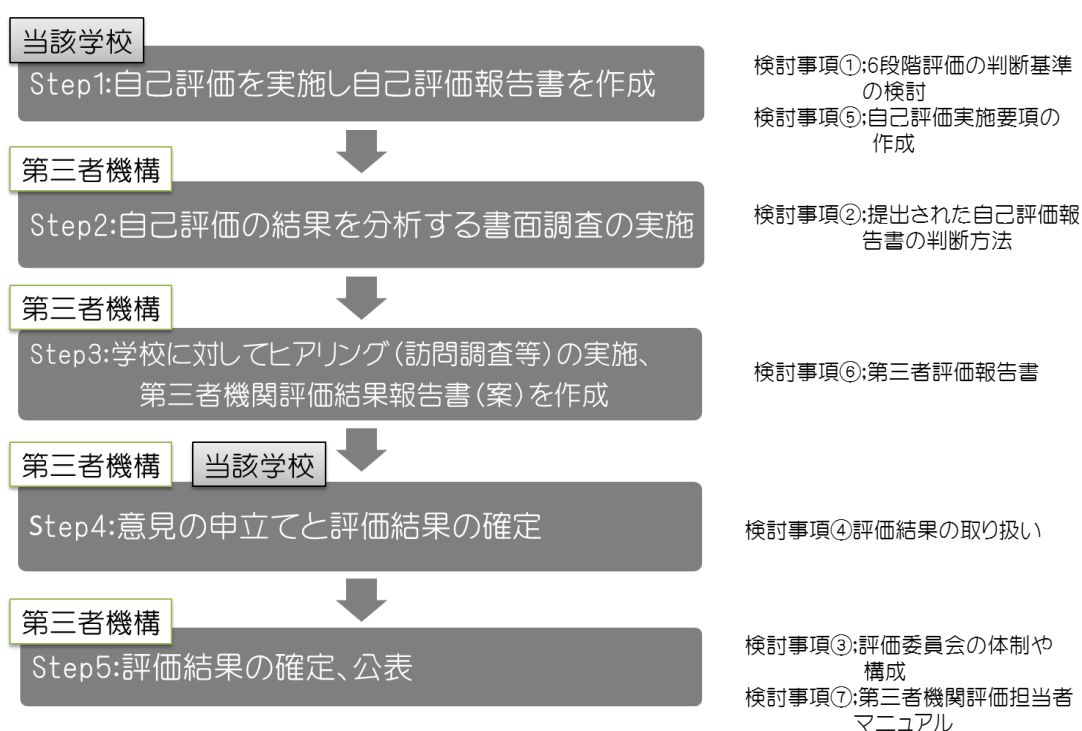 当該学校
Step1:自己評価を実施し自己評価報告書を作成
検討事項①;6段階評価の判断基準
の検討
検討事項⑤;自己評価実施要項の
作成
第三者機構
Step2:自己評価の結果を分析する書面調査の実施
検討事項②;提出された自己評価報
告書の判断方法
第三者機構
Step3:学校に対してヒアリング(訪問調査等)の実施、
第三者機関評価結果報告書(案)を作成
検討事項⑥;第三者評価報告書
第三者機構 当該学校
Step4:意見の申立てと評価結果の確定
検討事項④評価結果の取り扱い
第三者機構
Step5:評価結果の確定、公表
検討事項③;評価委員会の体制や
構成
検討事項⑦;第三者機関評価担当者
マニュアル